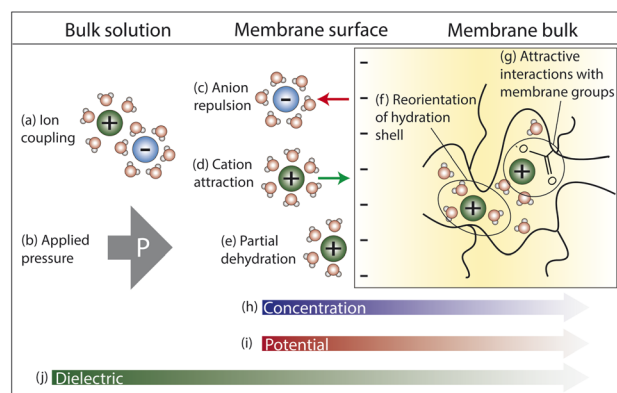 Bulk solution
Membrane surface
Membrane bulk
(a) Ion
coupling
+
-
(b) Applied
pressure
P
(c) Anion
repulsion
-
(d) Cation
attraction
+
(e) Partial
dehydration
+
(f) Reorientation
of hydration
shell
+
(g) Attractive
interactions with
membrane groups
+
O
O
(h) Concentration
(i) Potential
(j) Dielectric